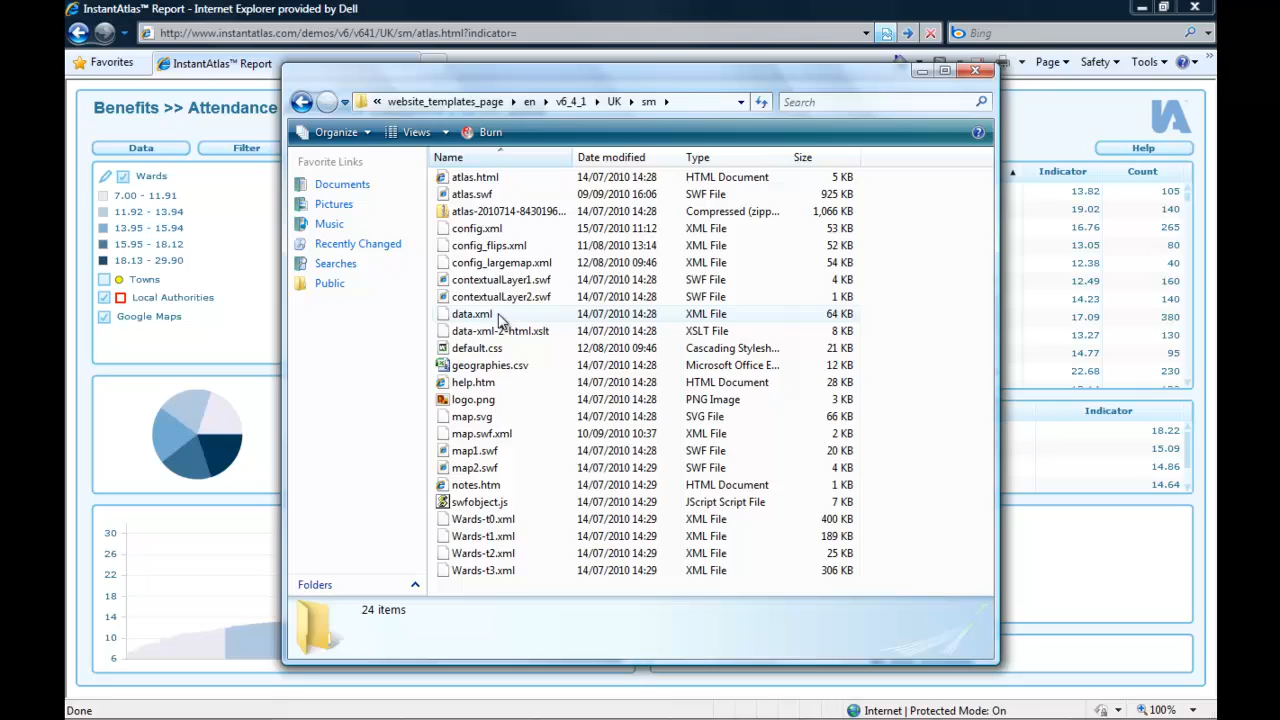 InstantAtlas™ Report - Internet Explorer provided by Dell
http://www.instantatlas.com/demos/v6/v641/UK/sm/atlas.html?indicator=
Bing
Favorites
InstantAtlas™ Report
Page
Safety
Tools
Benefits >> Attendance
Data
Filter
Help
Wards
7.00 - 11.91
11.92 - 13.94
13.95 - 15.94
15.95 - 18.12
18.13 - 29.90
Towns
Local Authorities
Google Maps
30
26
22
18
14
10
6
« website_templates_page
en
v6_4_1
UK
sm
Search
Organize
Views
Burn
Favorite Links
Documents
Pictures
Music
Recently Changed
Searches
Public
Folders
Name Date modified Type Size
atlas.html 14/07/2010 14:28 HTML Document 5 KB
atlas.swf 09/09/2010 16:06 SWF File 925 KB
atlas-2010714-8430196... 14/07/2010 14:28 Compressed (zipp... 1,066 KB
config.xml 15/07/2010 11:12 XML File 53 KB
config_flips.xml 11/08/2010 13:14 XML File 52 KB
config_largemap.xml 12/08/2010 09:46 XML File 54 KB
contextualLayer1.swf 14/07/2010 14:28 SWF File 4 KB
contextualLayer2.swf 14/07/2010 14:28 SWF File 1 KB
data.xml 14/07/2010 14:28 XML File 64 KB
data-xml-2-html.xslt 14/07/2010 14:28 XSLT File 8 KB
default.css 12/08/2010 09:46 Cascading Stylesh... 21 KB
geographies.csv 14/07/2010 14:28 Microsoft Office E... 12 KB
help.htm 14/07/2010 14:28 HTML Document 28 KB
logo.png 14/07/2010 14:28 PNG Image 3 KB
map.svg 14/07/2010 14:28 SVG File 66 KB
map.swf.xml 10/09/2010 10:37 XML File 2 KB
map1.swf 14/07/2010 14:29 SWF File 20 KB
map2.swf 14/07/2010 14:29 SWF File 4 KB
notes.htm 14/07/2010 14:29 HTML Document 1 KB
swfobject.js 14/07/2010 14:29 JScript Script File 7 KB
Wards-t0.xml 14/07/2010 14:29 XML File 400 KB
Wards-t1.xml 14/07/2010 14:29 XML File 189 KB
Wards-t2.xml 14/07/2010 14:29 XML File 25 KB
Wards-t3.xml 14/07/2010 14:29 XML File 306 KB
24 items
IA
Indicator Count
13.82 105
19.02 140
16.76 265
13.05 80
12.38 40
12.49 160
14.23 140
17.09 380
13.27 130
14.77 95
22.68 230
Indicator
18.22
15.09
14.86
14.64
Done
Internet | Protected Mode: On
100%